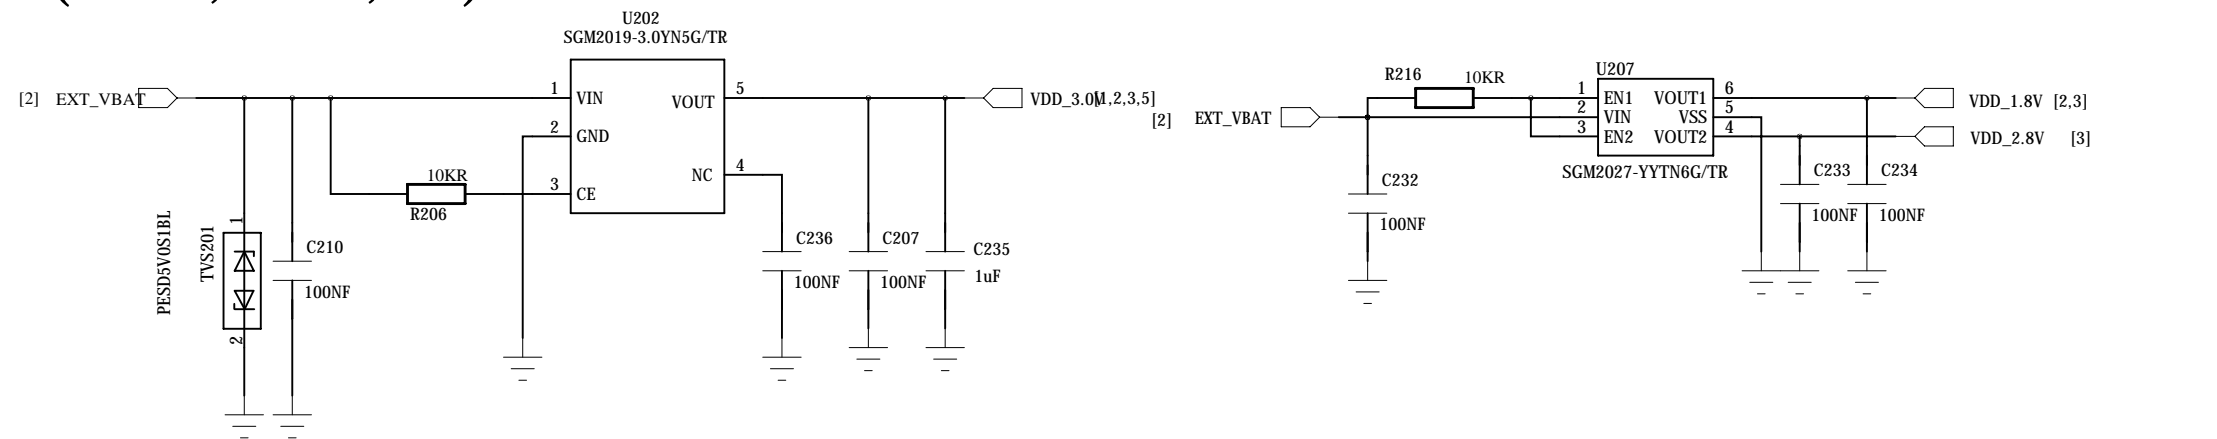 U202
SGM2019-3.0YN5G/TR
[2] EXT_VBAT
1 VIN
2 GND
3 CE
VOUT 5
NC 4
VDD_3.0V [1,2,3,5]
10KR
R206
PESD5V0S1BL
TVS201
1
2
C210
100NF
C236
100NF
C207
100NF
C235
1uF
[2] EXT_VBAT
R216 10KR
U207
1 EN1 VOUT1 6
2 VIN VSS 5
3 EN2 VOUT2 4
SGM2027-YYTN6G/TR
VDD_1.8V [2,3]
VDD_2.8V [3]
C232
100NF
C233
100NF
C234
100NF